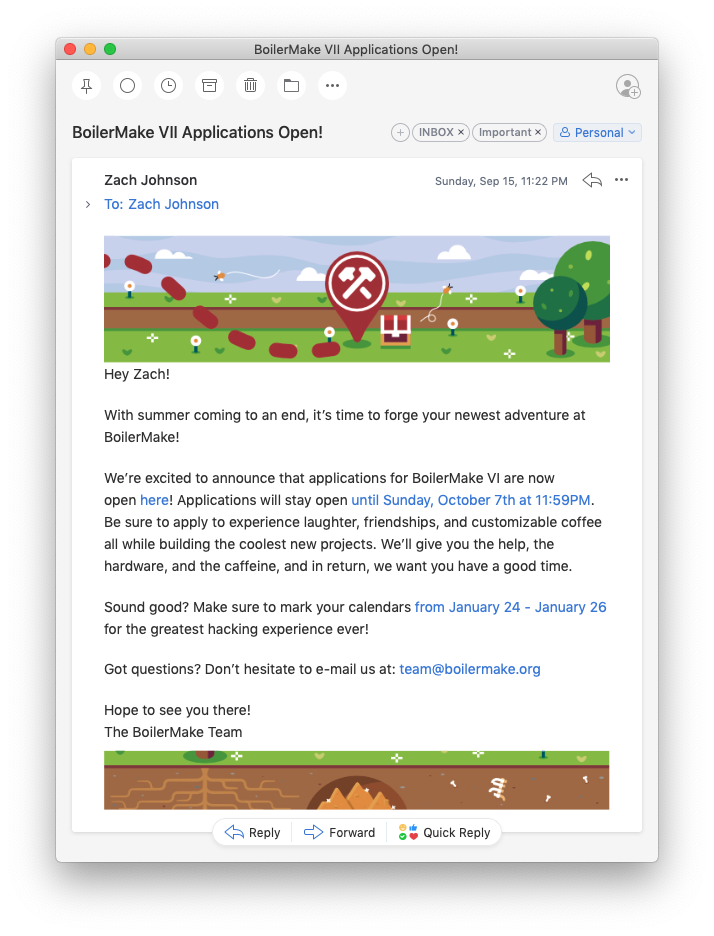 BoilerMake VII Applications Open!
BoilerMake VII Applications Open!
INBOX ×
Important ×
Personal
Zach Johnson
Sunday, Sep 15, 11:22 PM
To: Zach Johnson
Hey Zach!
With summer coming to an end, it’s time to forge your newest adventure at
BoilerMake!
We’re excited to announce that applications for BoilerMake VI are now
open here! Applications will stay open until Sunday, October 7th at 11:59PM.
Be sure to apply to experience laughter, friendships, and customizable coffee
all while building the coolest new projects. We’ll give you the help, the
hardware, and the caffeine, and in return, we want you have a good time.
Sound good? Make sure to mark your calendars from January 24 - January 26
for the greatest hacking experience ever!
Got questions? Don’t hesitate to e-mail us at: team@boilermake.org
Hope to see you there!
The BoilerMake Team
Reply
Forward
Quick Reply